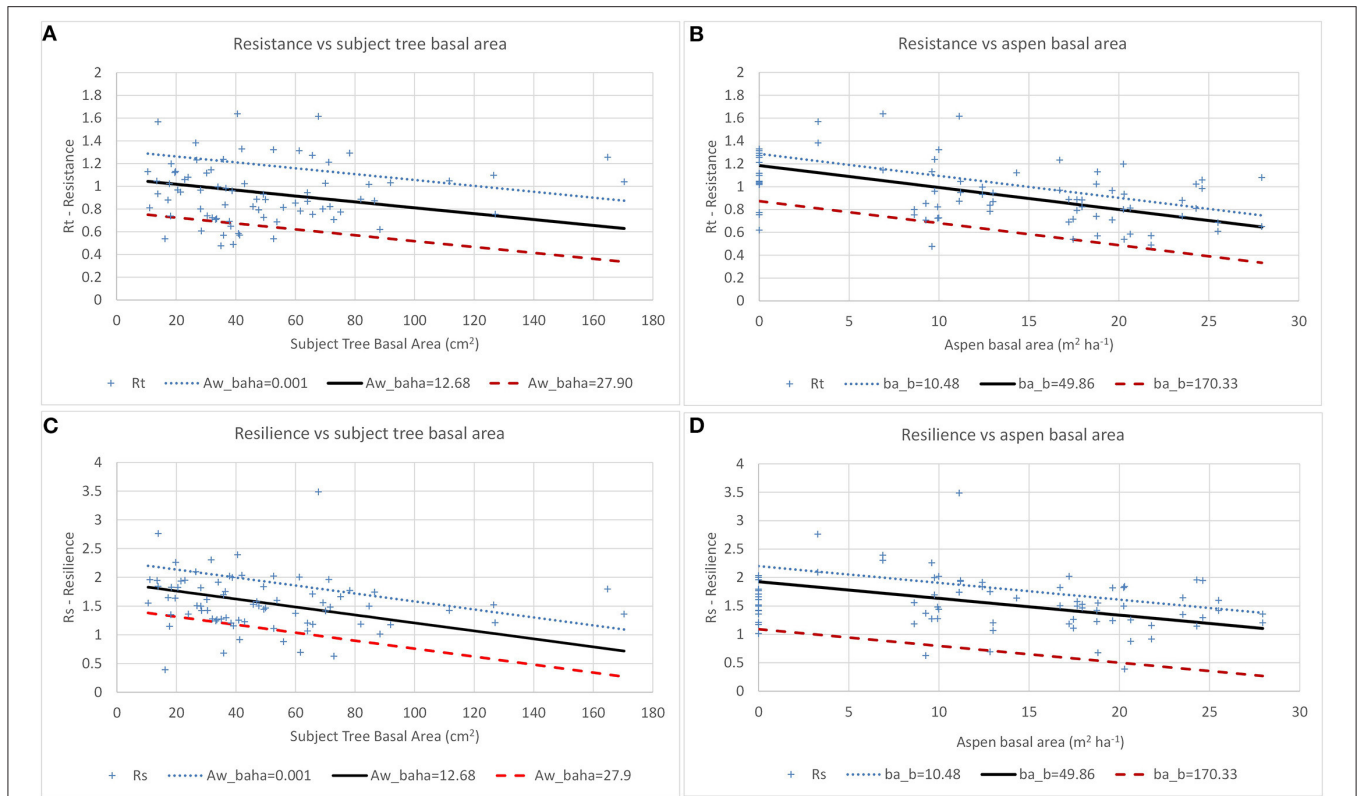 A
Resistance vs subject tree basal area
Rt - Resistance
2
1.8
1.6
1.4
1.2
1
0.8
0.6
0.4
0.2
0
0 20 40 60 80 100 120 140 160 180
Subject Tree Basal Area (cm²)
Rt Aw_baha=0.001 Aw_baha=12.68 Aw_baha=27.90
B
Resistance vs aspen basal area
Rt - Resistance
2
1.8
1.6
1.4
1.2
1
0.8
0.6
0.4
0.2
0
0 5 10 15 20 25 30
Aspen basal area (m² ha⁻¹)
Rt ba_b=10.48 ba_b=49.86 ba_b=170.33
C
Resilience vs subject tree basal area
Rs - Resilience
4
3.5
3
2.5
2
1.5
1
0.5
0
0 20 40 60 80 100 120 140 160 180
Subject Tree Basal Area (cm²)
Rs Aw_baha=0.001 Aw_baha=12.68 Aw_baha=27.9
D
Resilience vs aspen basal area
Rs - Resilience
4
3.5
3
2.5
2
1.5
1
0.5
0
0 5 10 15 20 25 30
Aspen basal area (m² ha⁻¹)
Rs ba_b=10.48 ba_b=49.86 ba_b=170.33